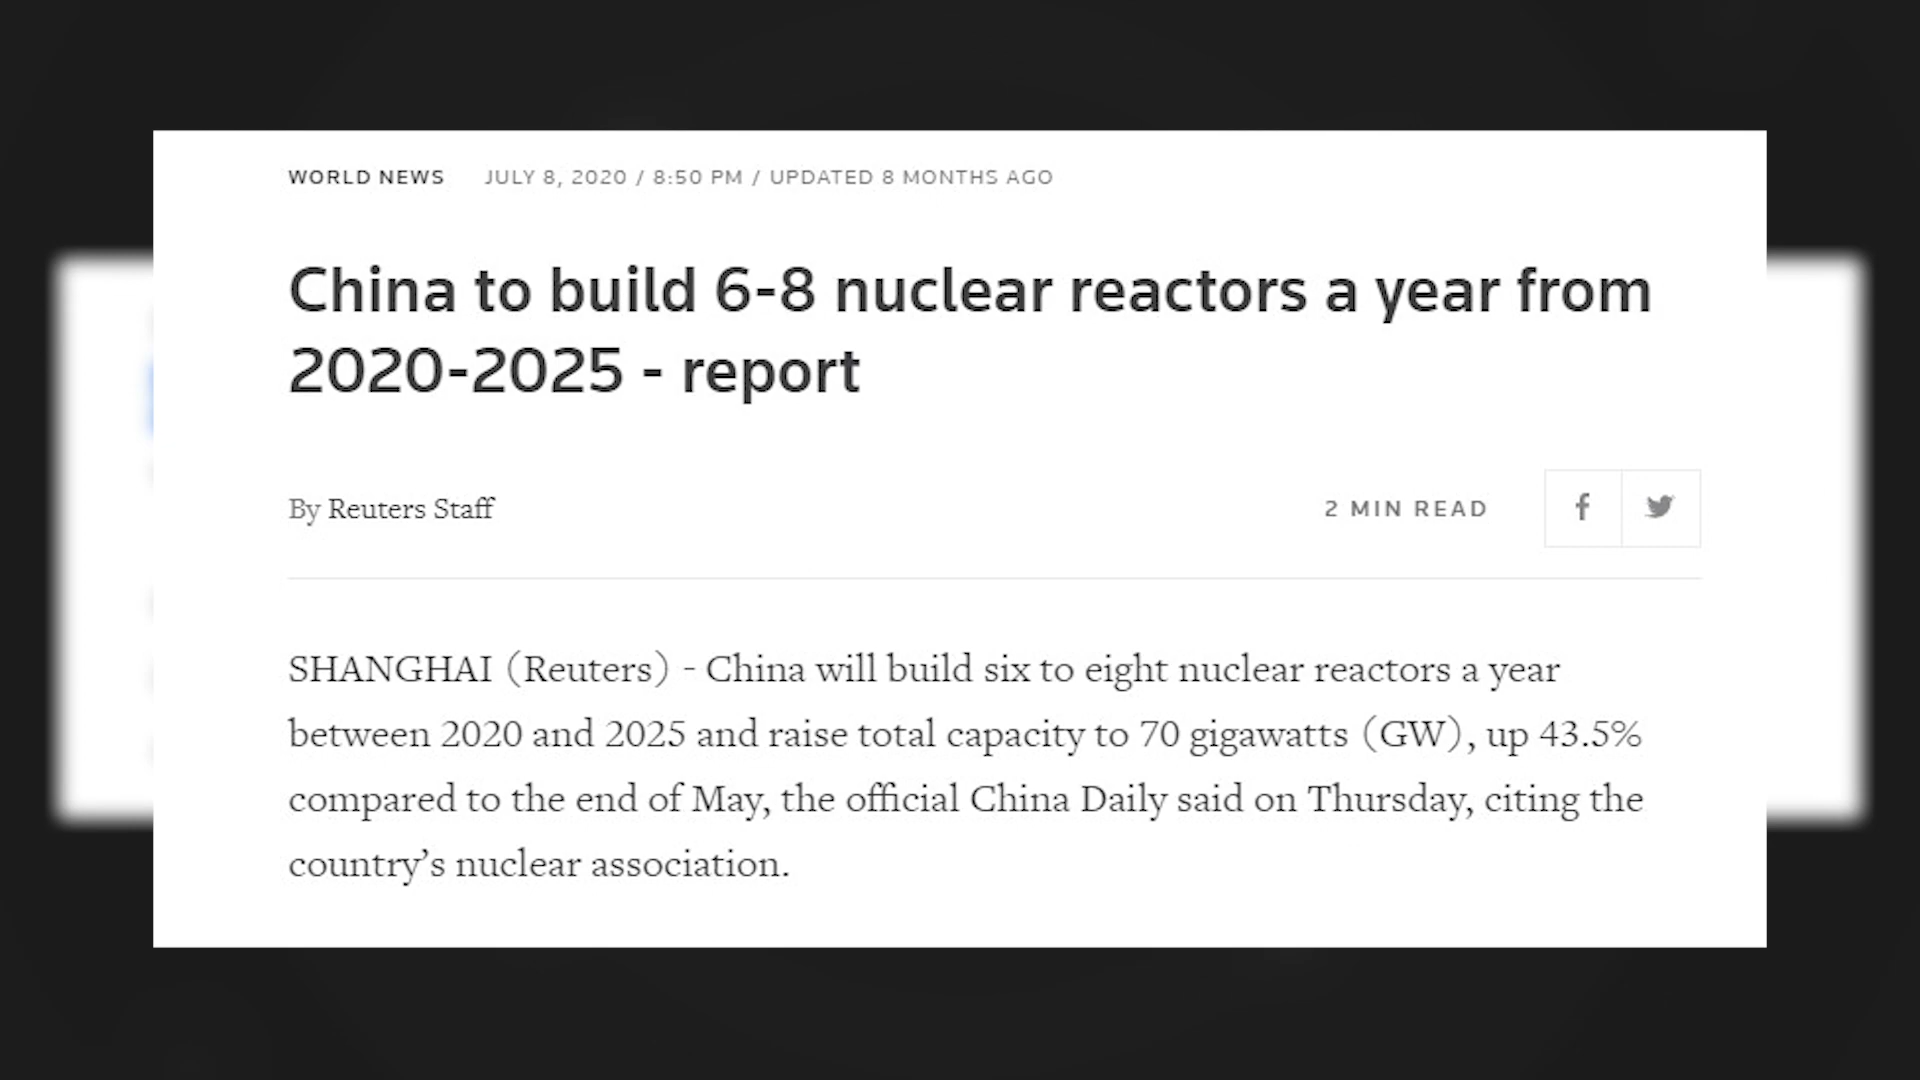 WORLD NEWS JULY 8, 2020 / 8:50 PM / UPDATED 8 MONTHS AGO
China to build 6-8 nuclear reactors a year from
2020-2025 - report
By Reuters Staff 2 MIN READ
SHANGHAI (Reuters) - China will build six to eight nuclear reactors a year
between 2020 and 2025 and raise total capacity to 70 gigawatts (GW), up 43.5%
compared to the end of May, the official China Daily said on Thursday, citing the
country’s nuclear association.